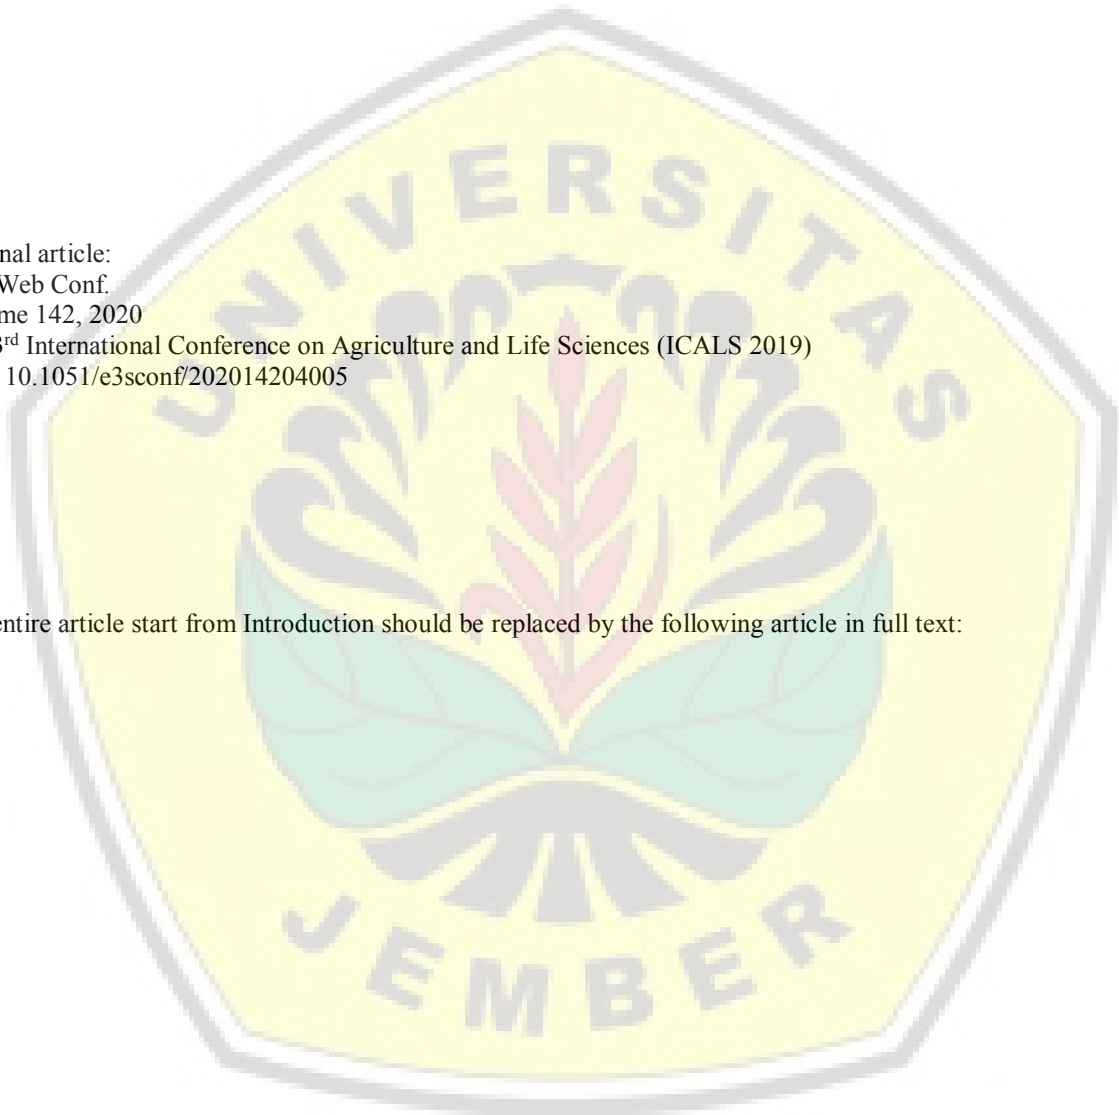 nal article:
Web Conf.
me 142, 2020
3rd International Conference on Agriculture and Life Sciences (ICALS 2019)
10.1051/e3sconf/202014204005
entire article start from Introduction should be replaced by the following article in full text:
UNIVERSITAS
JEMBER